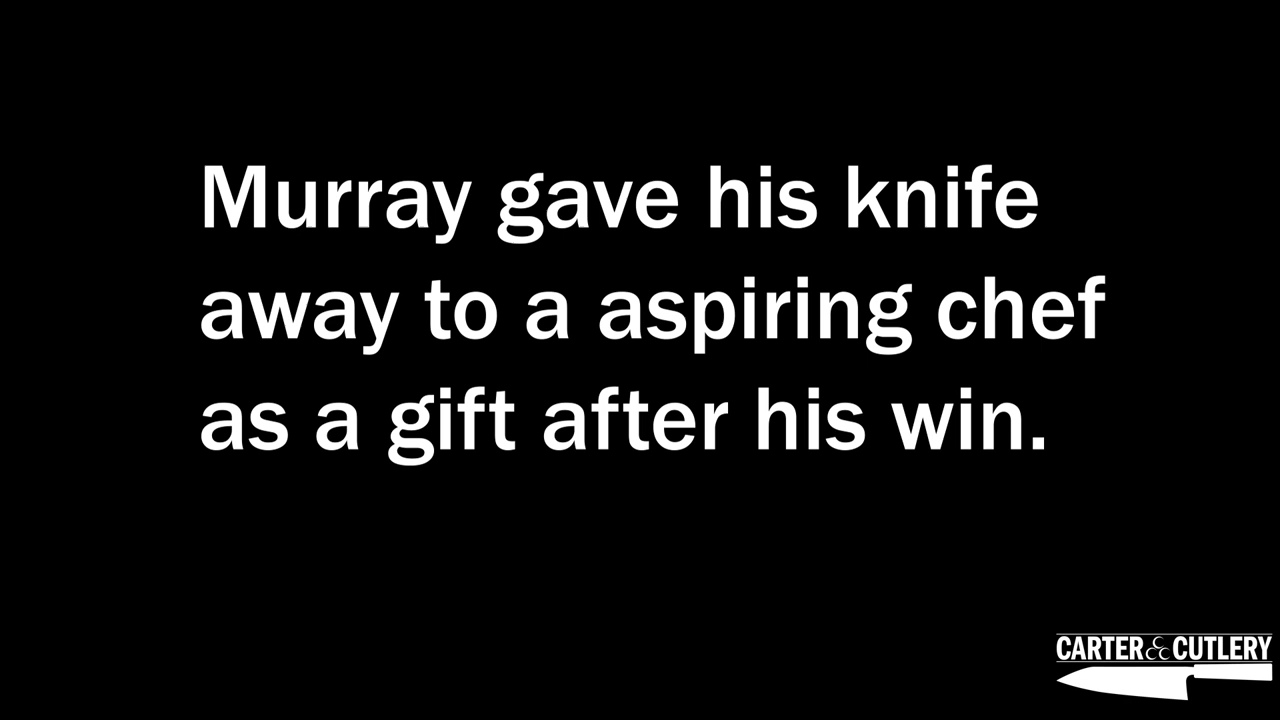 Murray gave his knife
away to a aspiring chef
as a gift after his win.
CARTER CUTLERY